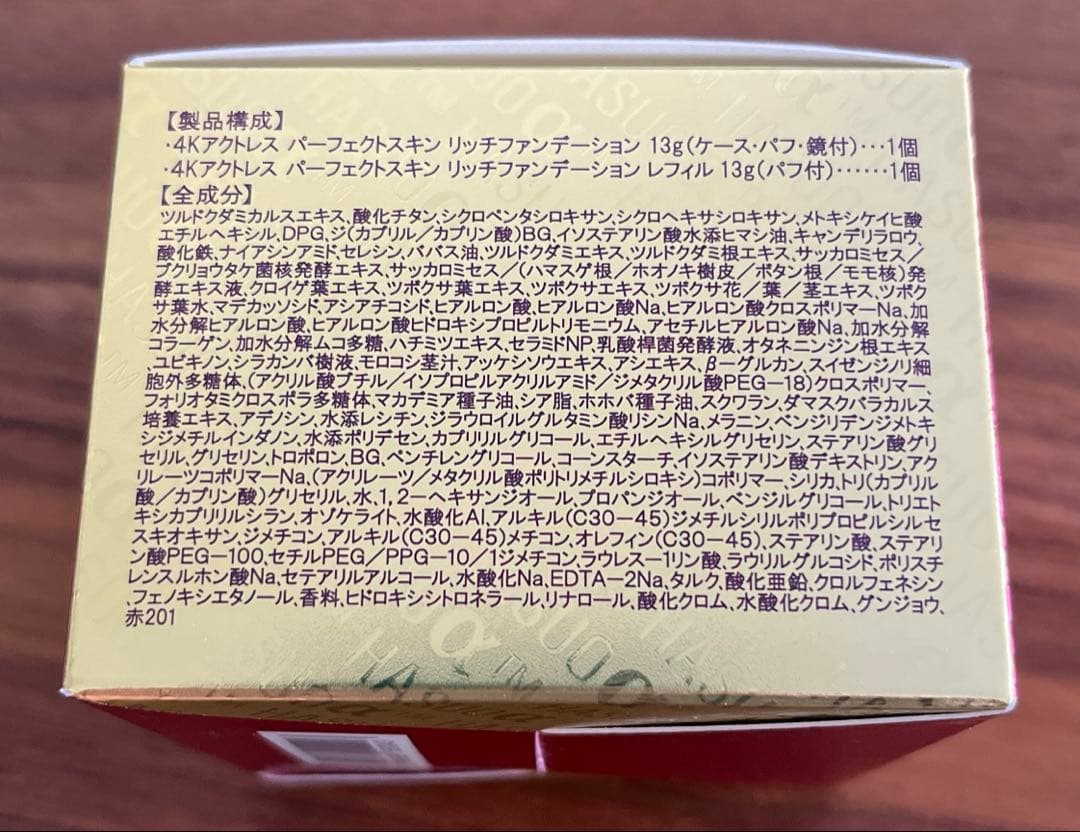 【製品構成】
・4Kアクトレス パーフェクトスキン リッチファンデーション 13g(ケース・パフ・鏡付)…1個
・4Kアクトレス パーフェクトスキン リッチファンデーション レフィル 13g(パフ付)……1個
【全成分】
ツルドクダミカルスエキス、酸化チタン、シクロペンタシロキサン、シクロヘキサシロキサン、メトキシケイヒ酸
エチルヘキシル、DPG、ジ(カプリル/カプリン酸)BG、イソステアリン酸水添ヒマシ油、キャンデリラロウ、
酸化鉄、ナイアシンアミド、セレシン、ババス油、ツルドクダミエキス、ツルドクダミ根エキス、サッカロミセス/
ブクリョウタケ菌核発酵エキス、サッカロミセス/(ハマスゲ根/ホオノキ樹皮/ボタン根/モモ核)発
酵エキス液、クロイゲ葉エキス、ツボクサ葉エキス、ツボクサエキス、ツボクサ花/葉/茎エキス、ツボク
サ葉水、マデカッソシド、アシアチコシド、ヒアルロン酸、ヒアルロン酸Na、ヒアルロン酸クロスポリマーNa、加
水分解ヒアルロン酸、ヒアルロン酸ヒドロキシプロピルトリモニウム、アセチルヒアルロン酸Na、加水分解
コラーゲン、加水分解ムコ多糖、ハチミツエキス、セラミドNP、乳酸桿菌発酵液、オタネニンジン根エキス
、ユビキノン、シラカンバ樹液、モロコシ茎汁、アッケシソウエキス、アシエキス、β-グルカン、スイゼンジノリ細
胞外多糖体、(アクリル酸ブチル/イソプロピルアクリルアミド/ジメタクリル酸PEG-18)クロスポリマー、
フォリオタミクロスポラ多糖体、マカデミア種子油、シア脂、ホホバ種子油、スクワラン、ダマスクバラカルス
培養エキス、アデノシン、水添レシチン、ジラウロイルグルタミン酸リシンNa、メラニン、ベンジリデンジメトキ
シジメチルインダノン、水添ポリデセン、カプリリルグリコール、エチルヘキシルグリセリン、ステアリン酸グリ
セリル、グリセリン、トロポロン、BG、ペンチレングリコール、コーンスターチ、イソステアリン酸デキストリン、アク
リレーツコポリマーNa、(アクリレーツ/メタクリル酸ポリトリメチルシロキシ)コポリマー、シリカ、トリ(カプリル
酸/カプリン酸)グリセリル、水、1,2-ヘキサンジオール、プロパンジオール、ベンジルグリコール、トリエト
キシカプリリルシラン、オゾケライト、水酸化Al、アルキル(C30-45)ジメチルシリルポリプロピルシルセ
スキオキサン、ジメチコン、アルキル(C30-45)メチコン、オレフィン(C30-45)、ステアリン酸、ステアリ
ン酸PEG-100、セチルPEG/PPG-10/1ジメチコン、ラウレス-1リン酸、ラウリルグルコシド、ポリスチ
レンスルホン酸Na、セテアリルアルコール、水酸化Na、EDTA-2Na、タルク、酸化亜鉛、クロルフェネシン
、フェノキシエタノール、香料、ヒドロキシシトロネラール、リナロール、酸化クロム、水酸化クロム、グンジョウ、
赤201